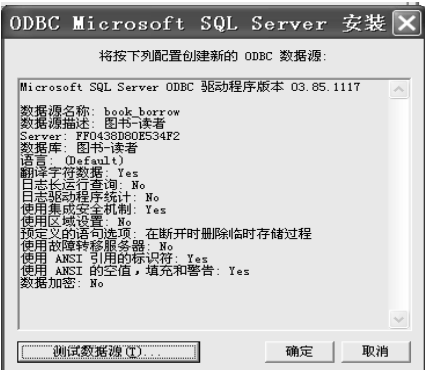 ODBC Microsoft SQL Server 安装
将按下列配置创建新的 ODBC 数据源:
Microsoft SQL Server ODBC 驱动程序版本 03.85.1117
数据源名称: book_borrow
数据源描述: 图书-读者
Server: FF0438D80E534F2
数据库: 图书-读者
语言: (Default)
翻译字符数据: Yes
日志长运行查询: No
日志驱动程序统计: No
使用集成安全机制: Yes
使用区域设置: No
预定义的语句选项: 在断开时删除临时存储过程
使用故障转移服务器: No
使用 ANSI 引用的标识符: Yes
使用 ANSI 的空值,填充和警告: Yes
数据加密: No
测试数据源(T)...
确定
取消